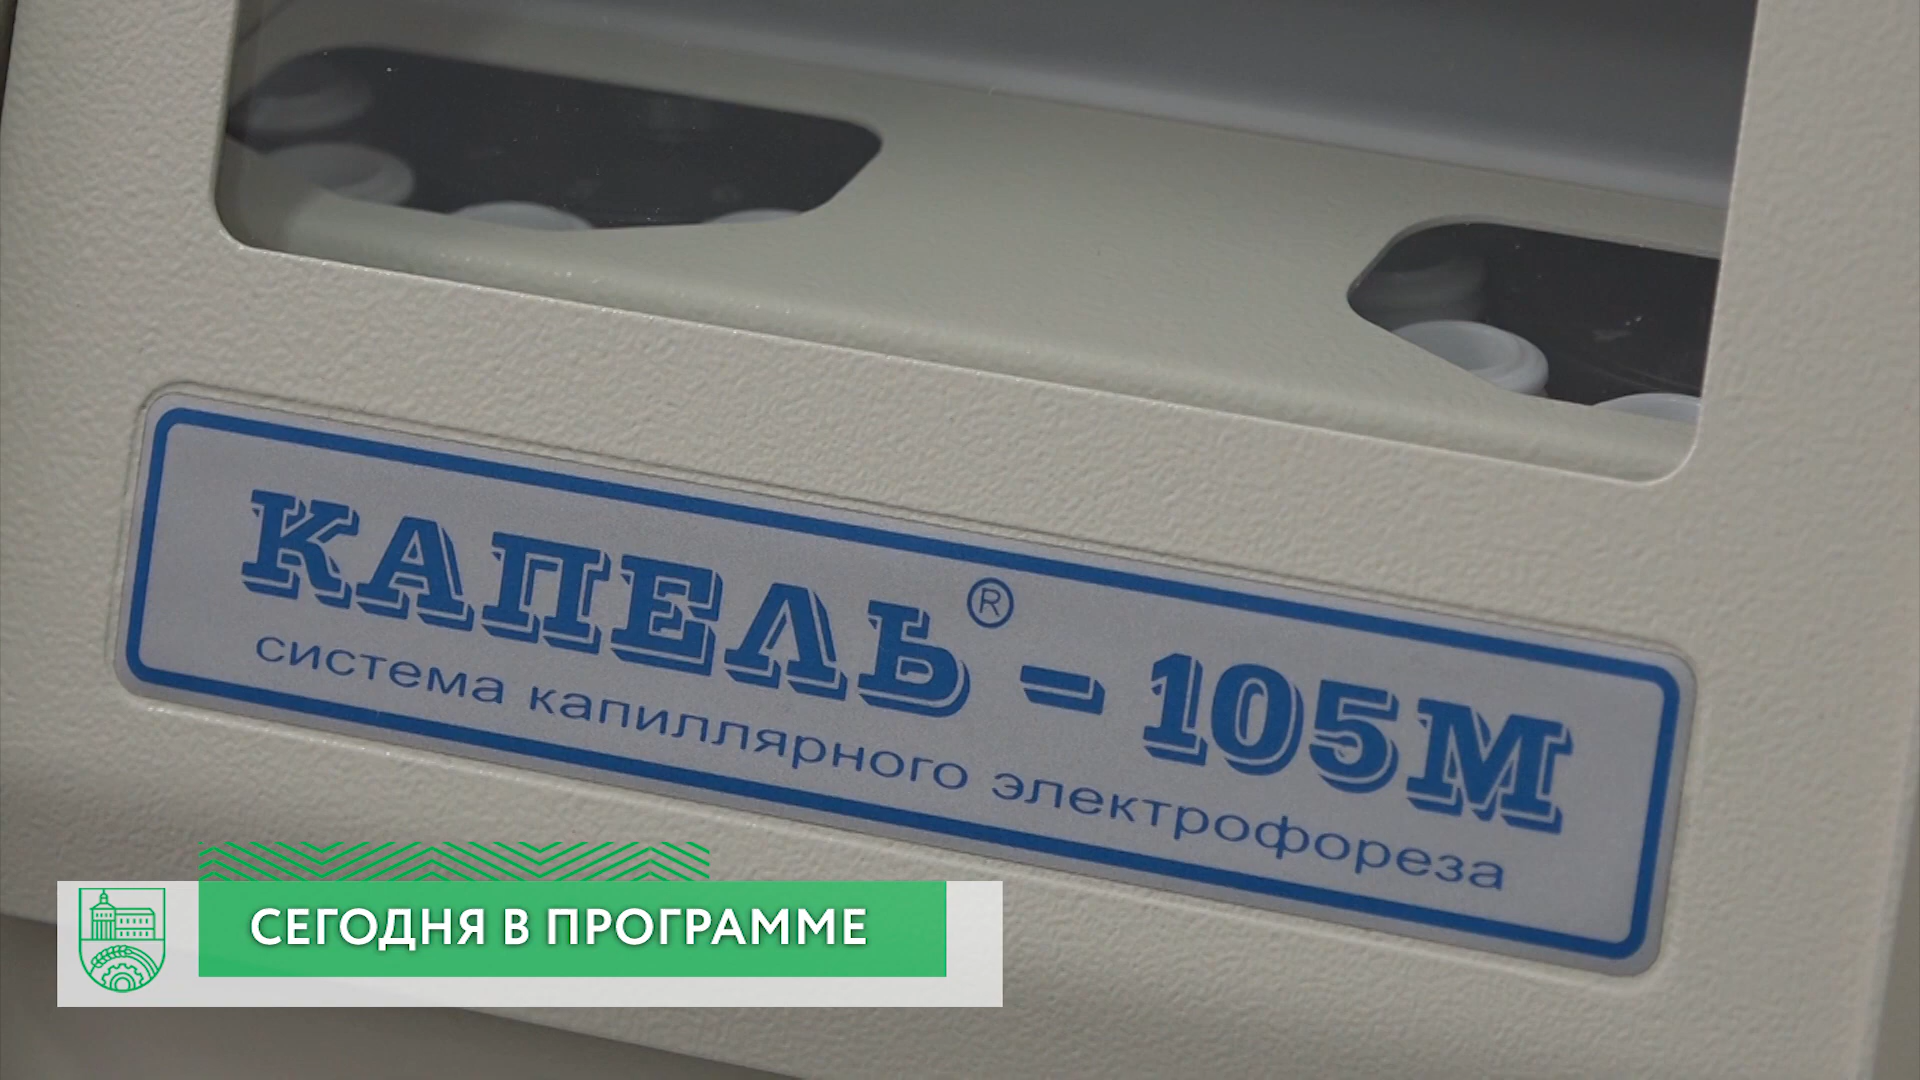 КАПЕЛЬ® - 105М
система капиллярного электрофореза
СЕГОДНЯ В ПРОГРАММЕ